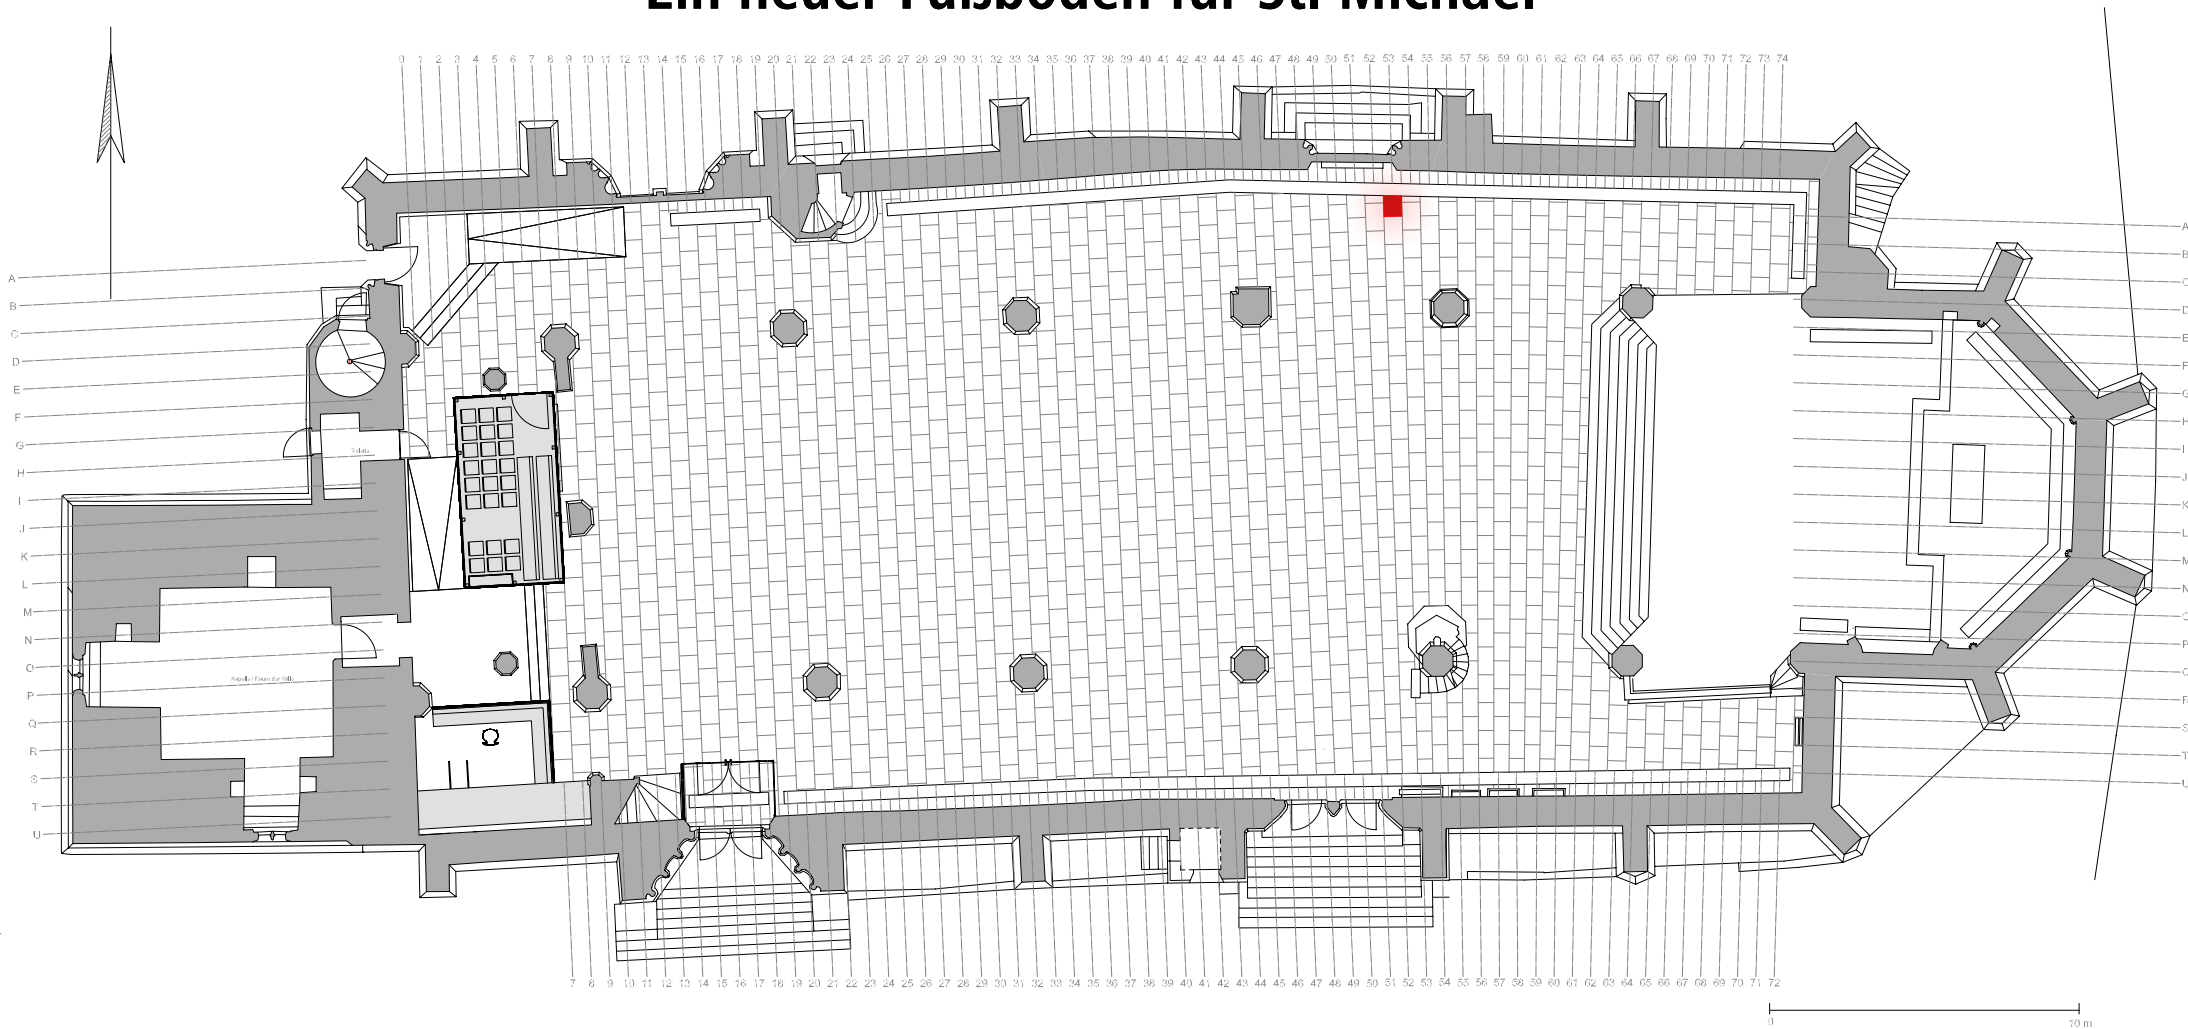 Ein neuer Fußboden für St. Michael
0 1 2 3 4 5 6 7 8 9 10 11 12 13 14 15 16 17 18 19 20 21 22 23 24 25 26 27 28 29 30 31 32 33 34 35 36 37 38 39 40 41 42 43 44 45 46 47 48 49 50 51 52 53 54 55 56 57 58 59 60 61 62 63 64 65 66 67 68 69 70 71 72 73 74
A A
B B
C C
D D
E E
F F
G G
H H
I I
J J
K K
L L
M M
N N
O O
P P
Q Q
R R
S S
T T
U U
7 8 9 10 11 12 13 14 15 16 17 18 19 20 21 22 23 24 25 26 27 28 29 30 31 32 33 34 35 36 37 38 39 40 41 42 43 44 45 46 47 48 49 50 51 52 53 54 55 56 57 58 59 60 61 62 63 64 65 66 67 68 69 70 71 72
0 10 m